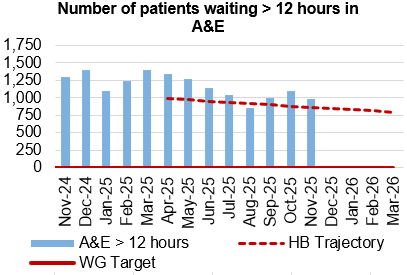 Number of patients waiting > 12 hours in
A&E
1,750
1,500
1,250
1,000
750
500
250
0
Nov-24
Dec-24
Jan-25
Feb-25
Mar-25
Apr-25
May-25
Jun-25
Jul-25
Aug-25
Sep-25
Oct-25
Nov-25
Dec-25
Jan-26
Feb-26
Mar-26
A&E > 12 hours
HB Trajectory
WG Target